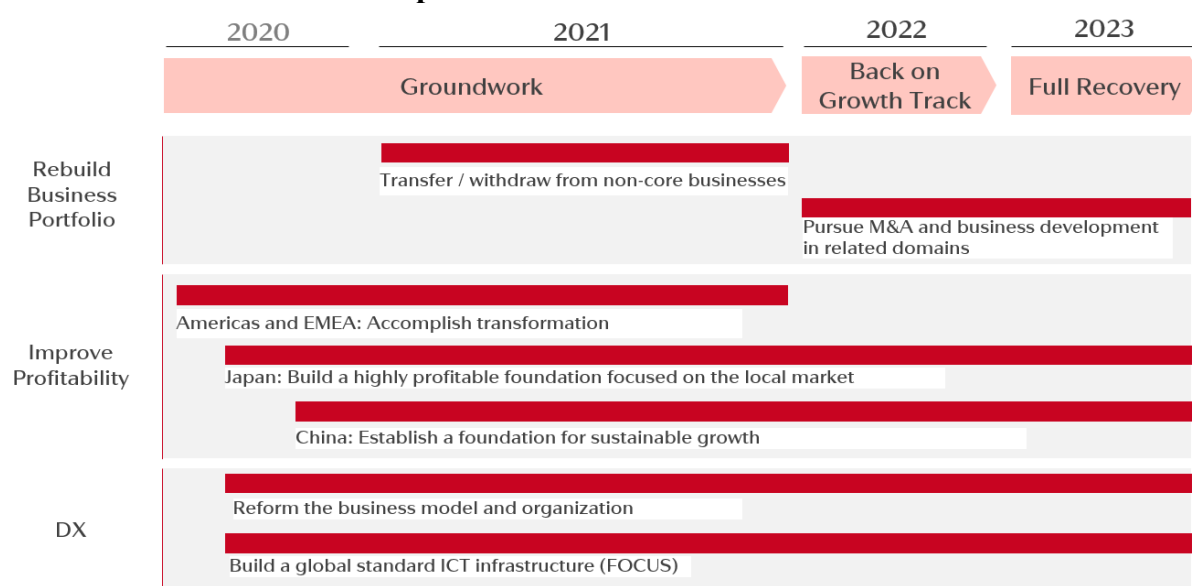 2020
2021
2022
2023
Groundwork
Back on
Growth Track
Full Recovery
Rebuild
Business
Portfolio
Transfer / withdraw from non-core businesses
Pursue M&A and business development
in related domains
Improve
Profitability
Americas and EMEA: Accomplish transformation
Japan: Build a highly profitable foundation focused on the local market
China: Establish a foundation for sustainable growth
DX
Reform the business model and organization
Build a global standard ICT infrastructure (FOCUS)